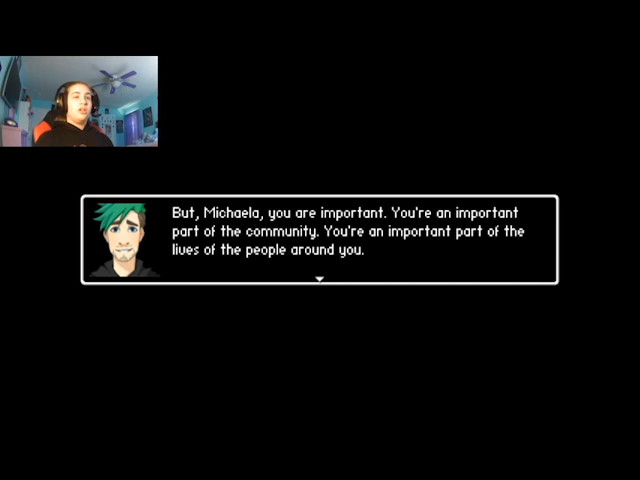 But, Michaela, you are important. You're an important
part of the community. You're an important part of the
lives of the people around you.